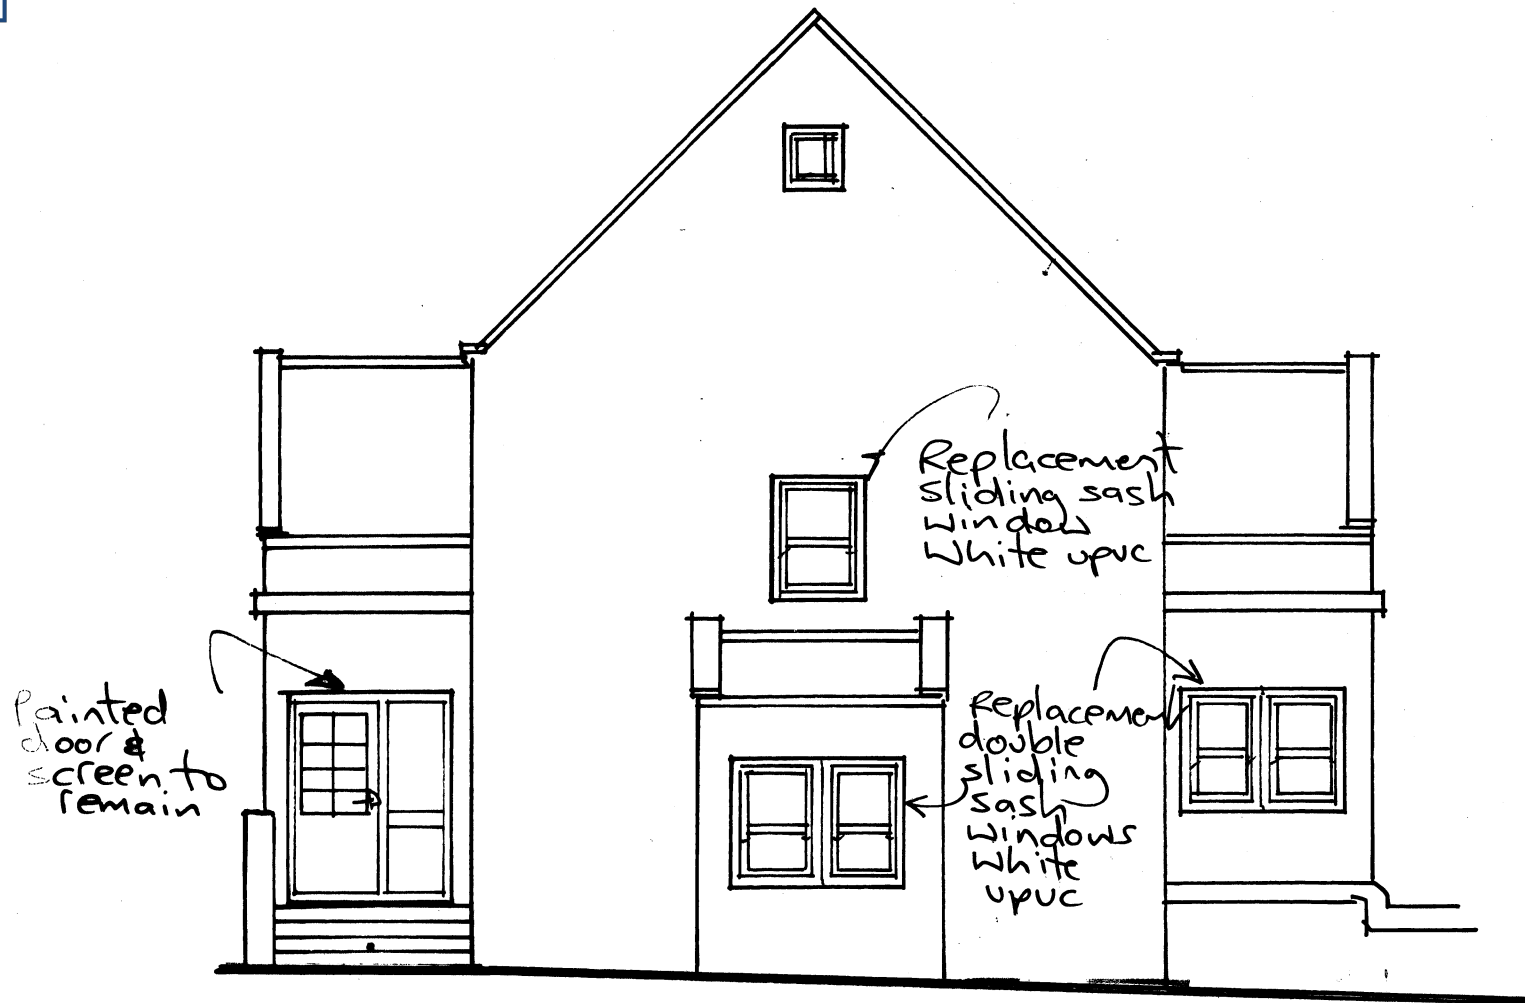 Replacement
sliding sash
window
white upvc
Painted
door &
screen to
remain
Replacement
double
sliding
sash
windows
white
upvc